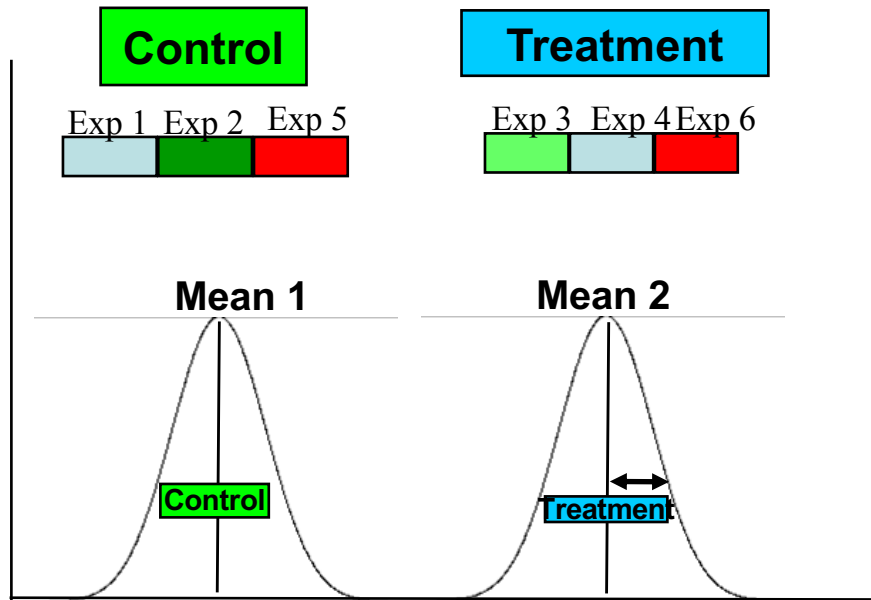 Control
Treatment
Exp 1 Exp 2 Exp 5
Exp 3 Exp 4 Exp 6
Mean 1
Mean 2
Control
Treatment